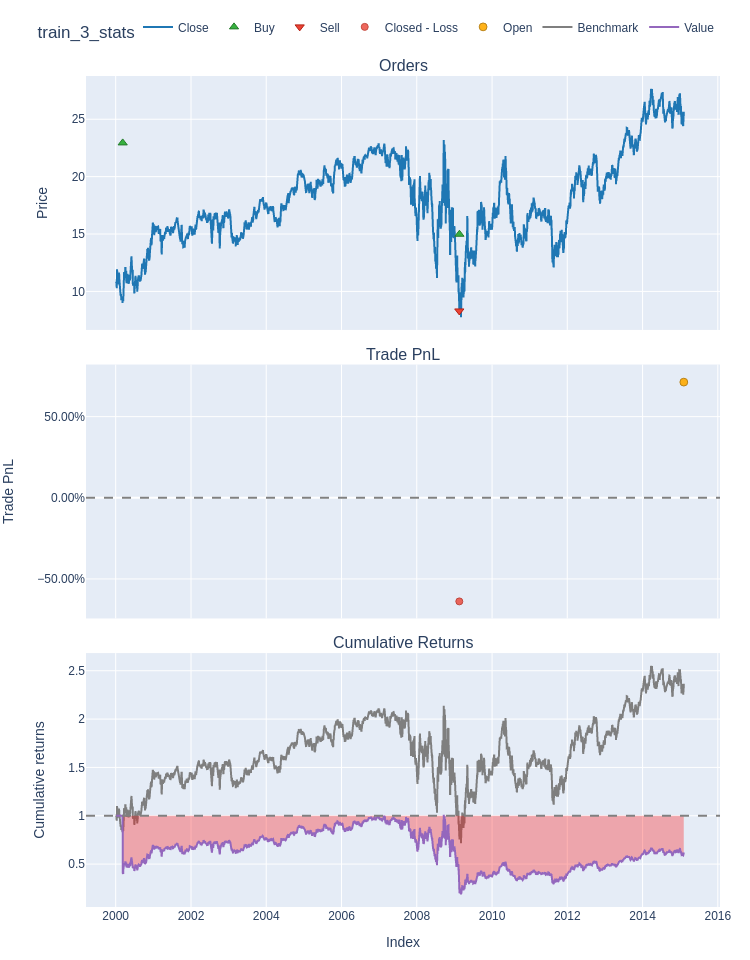 train_3_stats
Close
Buy
Sell
Closed - Loss
Open
Benchmark
Value
Orders
25
20
15
10
Price
Trade PnL
50.00%
0.00%
−50.00%
Trade PnL
Cumulative Returns
2.5
2
1.5
1
0.5
Cumulative returns
2000
2002
2004
2006
2008
2010
2012
2014
2016
Index